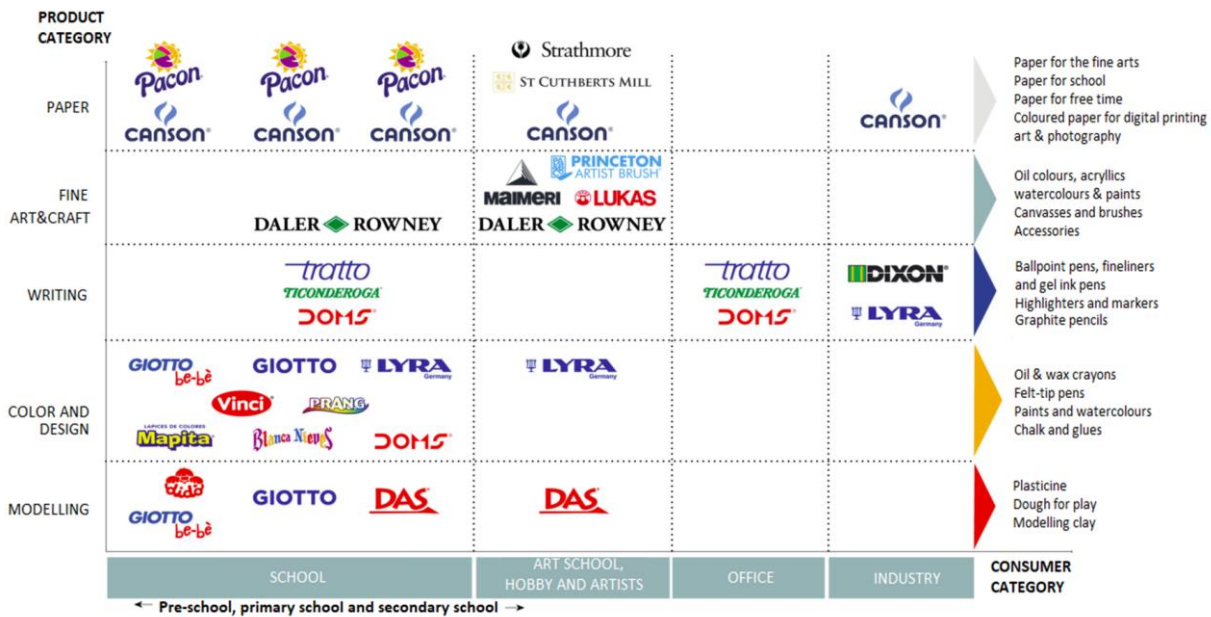 PRODUCT
CATEGORY
Pacon
Pacon
Pacon
Strathmore
ST CUTHBERTS MILL
PAPER
CANSON®
CANSON®
CANSON®
CANSON®
CANSON®
Paper for the fine arts
Paper for school
Paper for free time
Coloured paper for digital printing
art & photography
FINE
ART&CRAFT
PRINCETON
ARTIST BRUSH
MAIMERI
LUKAS
DALER ROWNEY
DALER ROWNEY
Oil colours, acryllics
watercolours & paints
Canvasses and brushes
Accessories
WRITING
tratto
TICONDEROGA
DOMS
tratto
TICONDEROGA
DOMS
DIXON®
LYRA
Germany
Ballpoint pens, fineliners
and gel ink pens
Highlighters and markers
Graphite pencils
COLOR AND
DESIGN
GIOTTO
be-bè
GIOTTO
LYRA
Germany
LYRA
Germany
Vinci
PRANG
LAPICES DE COLORES
Mapita
Blanca Nieves
DOMS
Oil & wax crayons
Felt-tip pens
Paints and watercolours
Chalk and glues
MODELLING
GIOTTO
be-bè
GIOTTO
DAS
DAS
Plasticine
Dough for play
Modelling clay
SCHOOL
ART SCHOOL,
HOBBY AND ARTISTS
OFFICE
INDUSTRY
CONSUMER
CATEGORY
← Pre-school, primary school and secondary school →